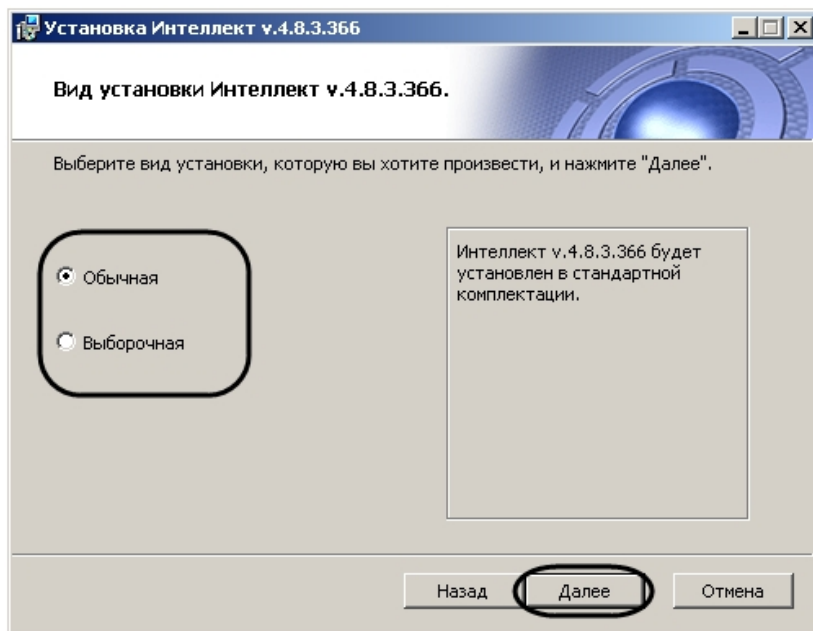 Установка Интеллект v.4.8.3.366
Вид установки Интеллект v.4.8.3.366.
Выберите вид установки, которую вы хотите произвести, и нажмите "Далее".
Обычная
Выборочная
Интеллект v.4.8.3.366 будет
установлен в стандартной
комплектации.
Назад
Далее
Отмена